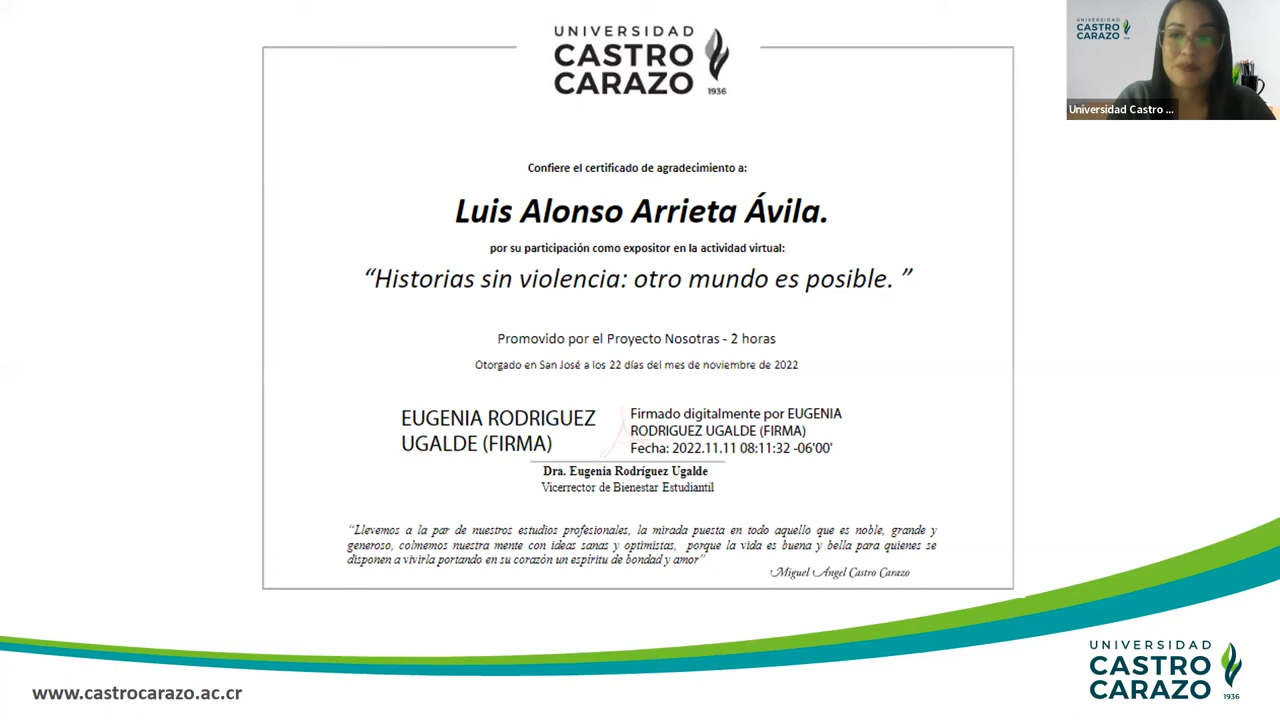 UNIVERSIDAD
CASTRO
CARAZO
1936
UNIVERSIDAD
CASTRO
CARAZO
Universidad Castro ...
Confiere el certificado de agradecimiento a:
Luis Alonso Arrieta Ávila.
por su participación como expositor en la actividad virtual:
“Historias sin violencia: otro mundo es posible. ”
Promovido por el Proyecto Nosotras - 2 horas
Otorgado en San José a los 22 días del mes de noviembre de 2022
EUGENIA RODRIGUEZ
UGALDE (FIRMA)
Firmado digitalmente por EUGENIA
RODRIGUEZ UGALDE (FIRMA)
Fecha: 2022.11.11 08:11:32 -06'00'
Dra. Eugenia Rodríguez Ugalde
Vicerrector de Bienestar Estudiantil
“Llevemos a la par de nuestros estudios profesionales, la mirada puesta en todo aquello que es noble, grande y
generoso, colmemos nuestra mente con ideas sanas y optimistas, porque la vida es buena y bella para quienes se
disponen a vivirla portando en su corazón un espíritu de bondad y amor”
Miguel Ángel Castro Carazo
www.castrocarazo.ac.cr
UNIVERSIDAD
CASTRO
CARAZO
1936